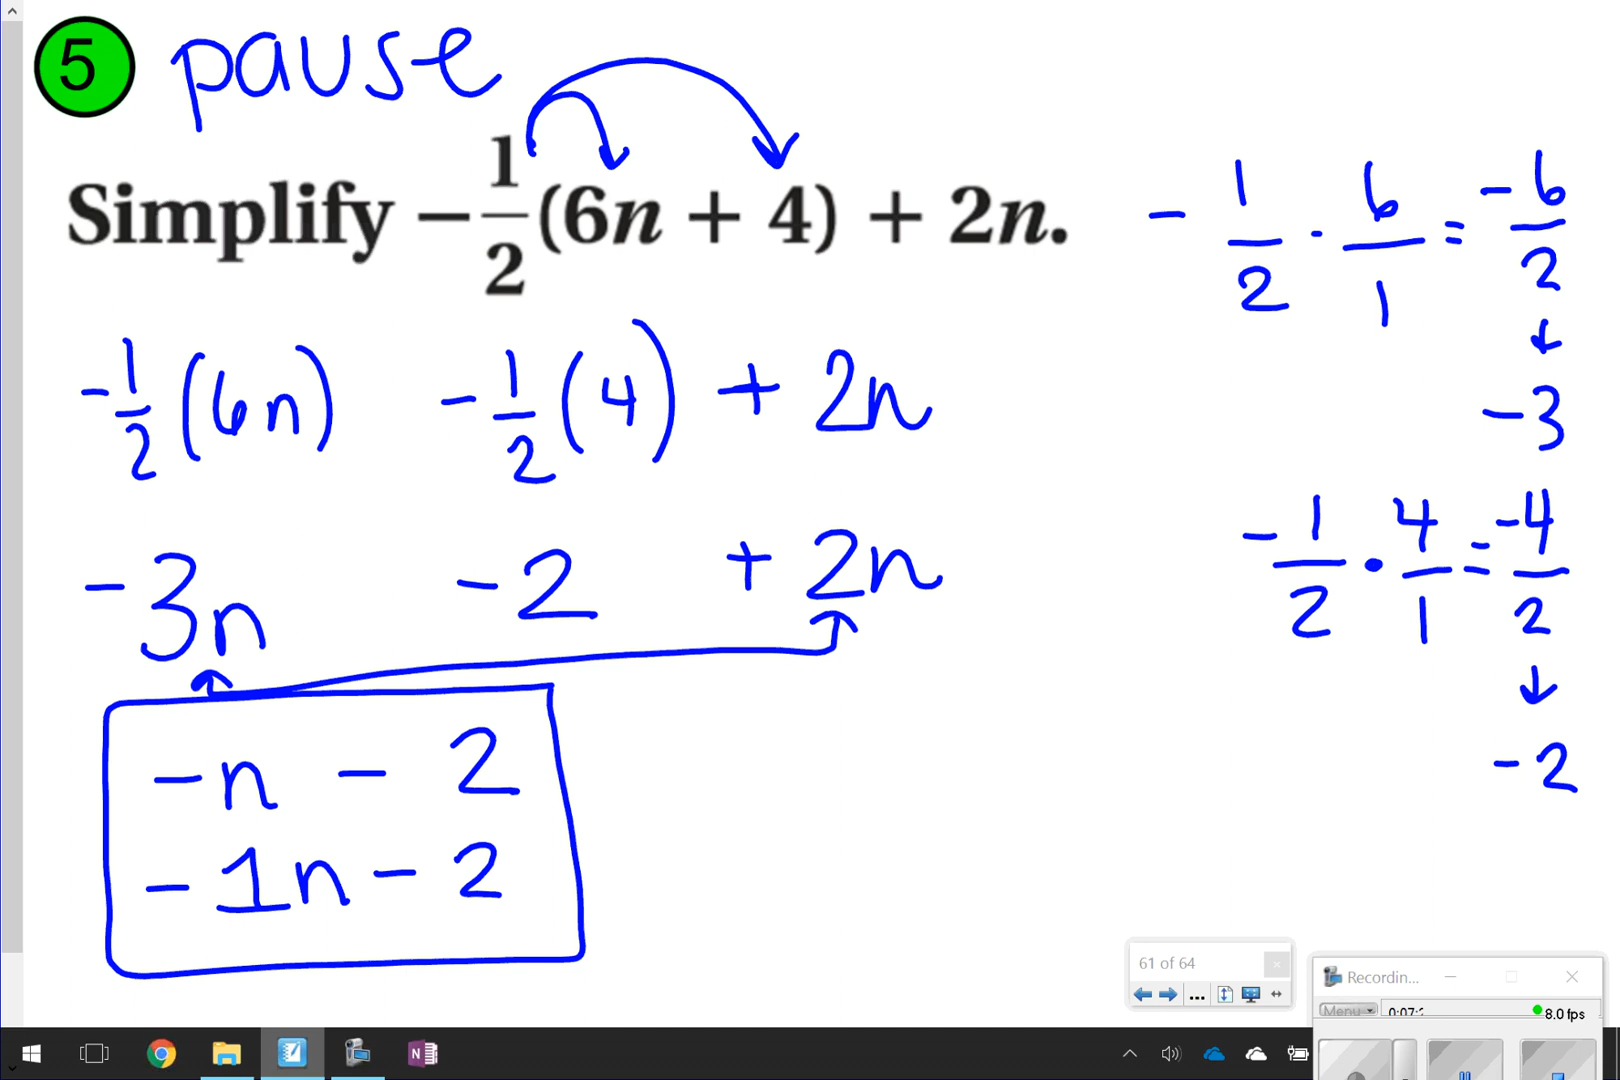 5 pause
Simplify −1/2(6n + 4) + 2n.
-1/2 (6n) -1/2 (4) + 2n
-3n -2 + 2n
-n - 2
-1n - 2
- 1/2 · 6/1 = -6/2
↓
-3
-1/2 • 4/1 = -4/2
↓
-2
61 of 64
Recordin...
Menu
8.0 fps